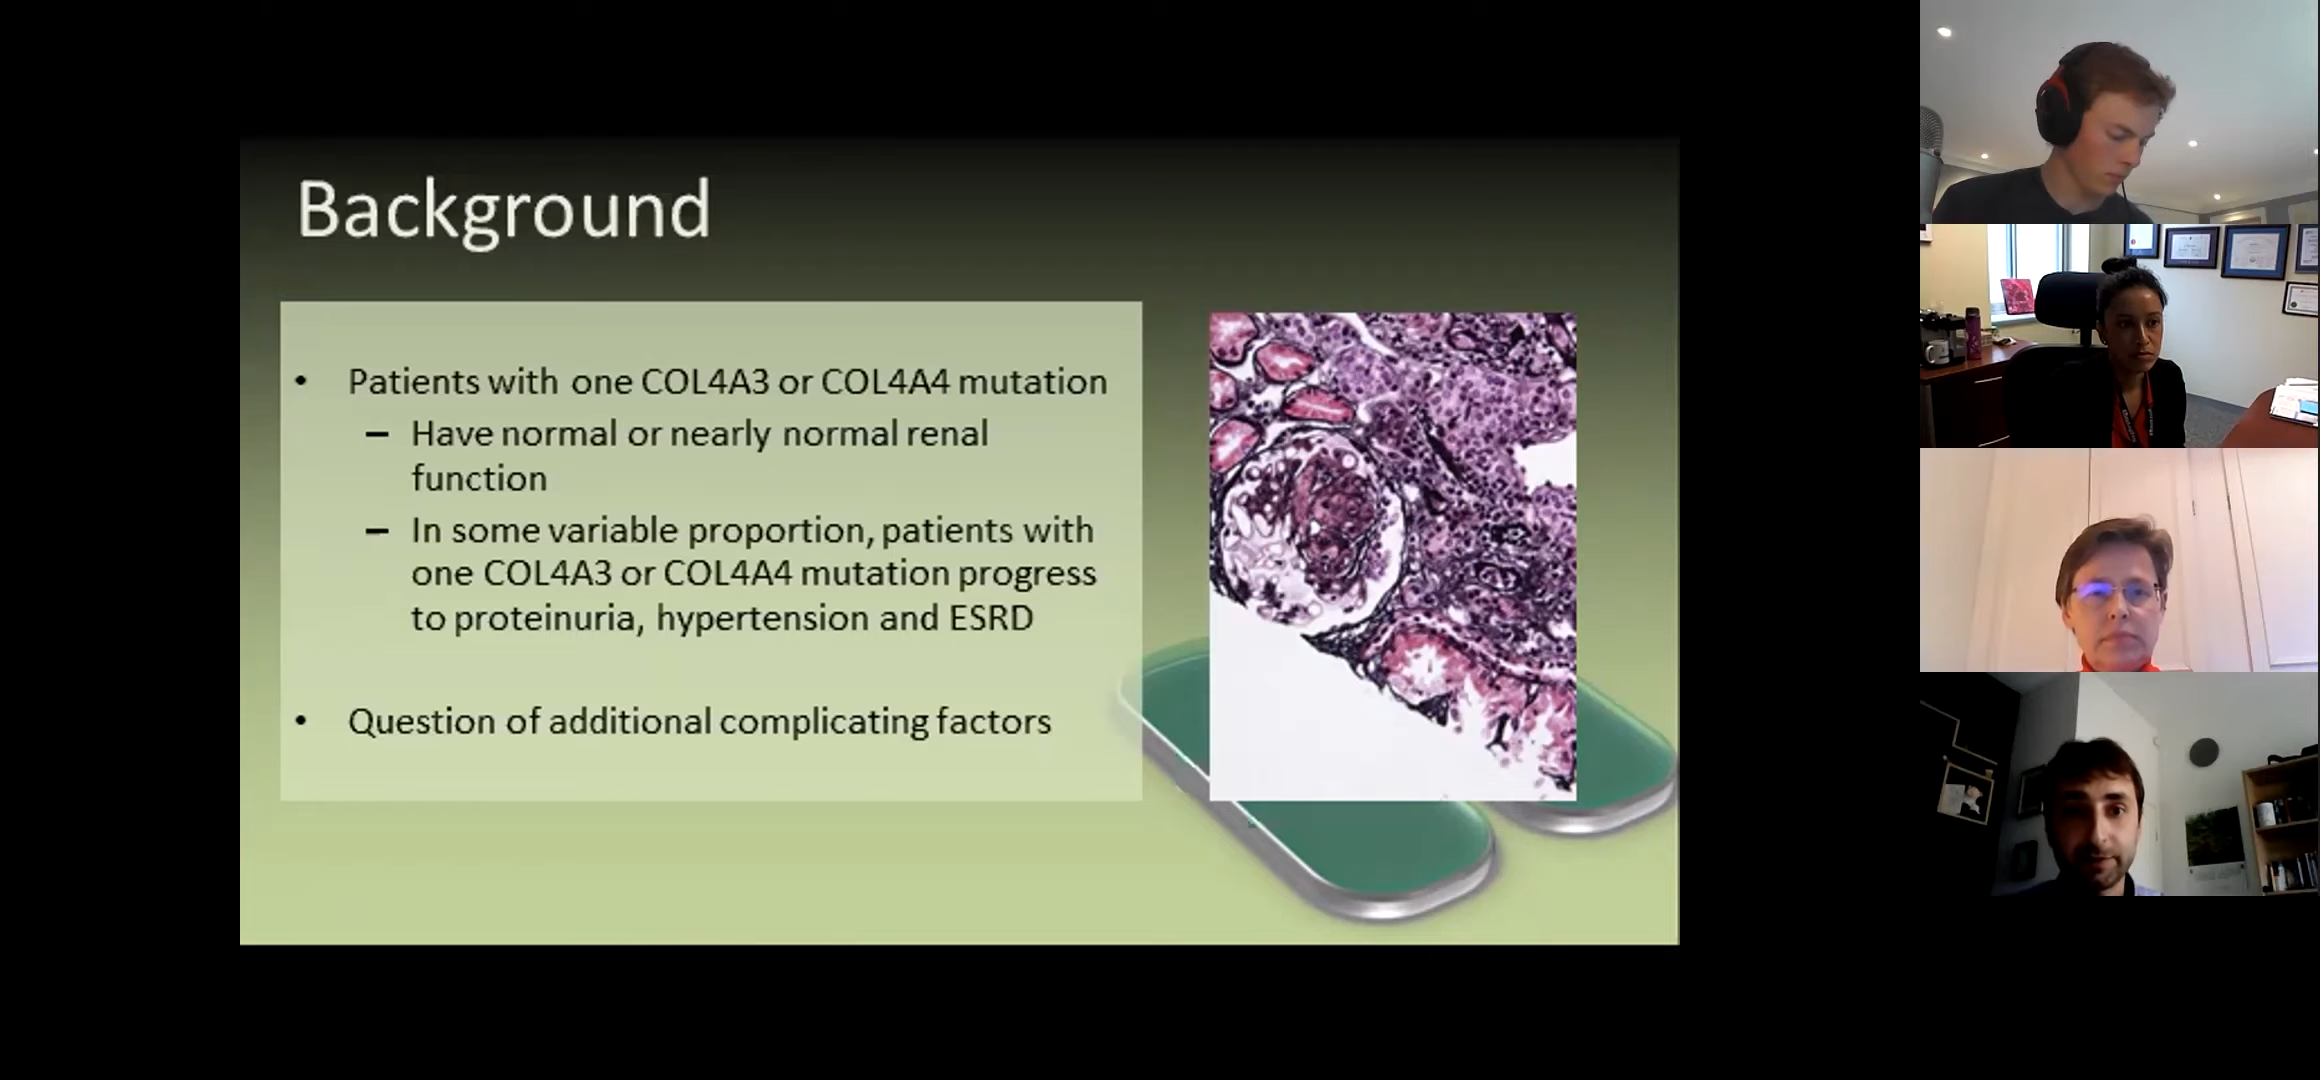 Background
• Patients with one COL4A3 or COL4A4 mutation
– Have normal or nearly normal renal
function
– In some variable proportion, patients with
one COL4A3 or COL4A4 mutation progress
to proteinuria, hypertension and ESRD
• Question of additional complicating factors